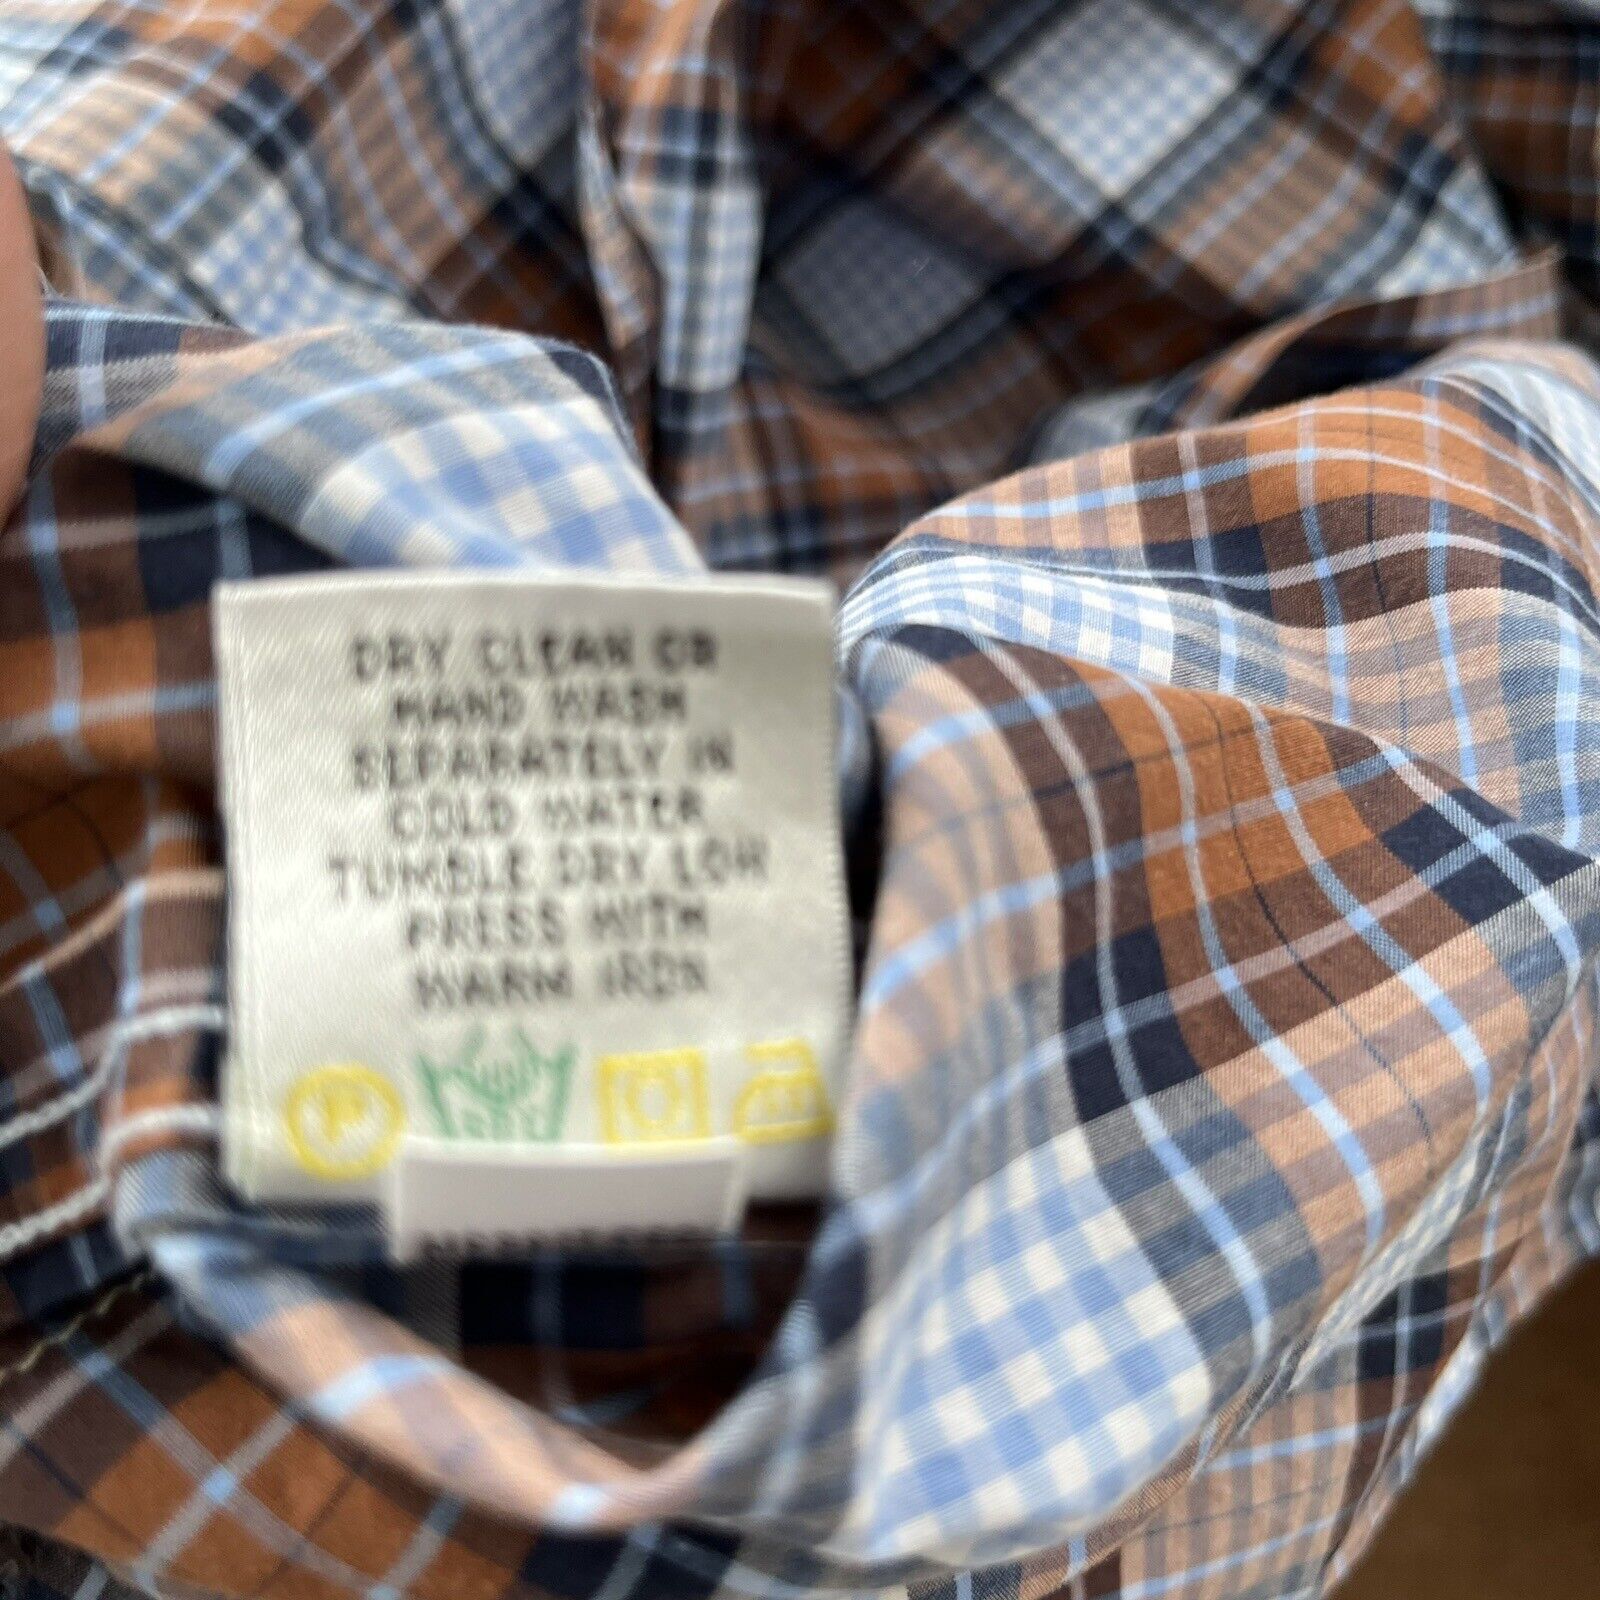 DRY CLEAN OR
HAND WASH
SEPARATELY IN
COLD WATER
TUMBLE DRY LOW
PRESS WITH
WARM IRON
P